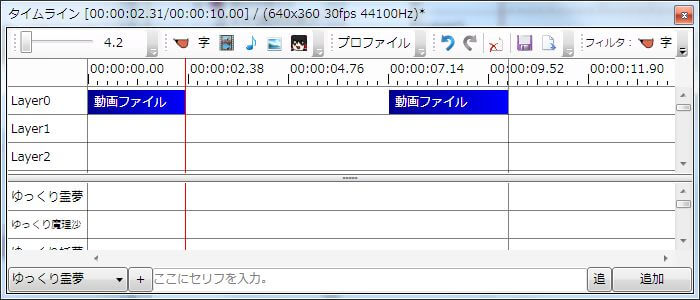 タイムライン [00:00:02.31/00:00:10.00] / (640x360 30fps 44100Hz)*
4.2 字 プロファイル フィルタ: 字
00:00:00.00 00:00:02.38 00:00:04.76 00:00:07.14 00:00:09.52 00:00:11.90
Layer0 動画ファイル 動画ファイル
Layer1
Layer2
ゆっくり霊夢
ゆっくり魔理沙
ゆっくり霊夢 + ここにセリフを入力。 追 追加